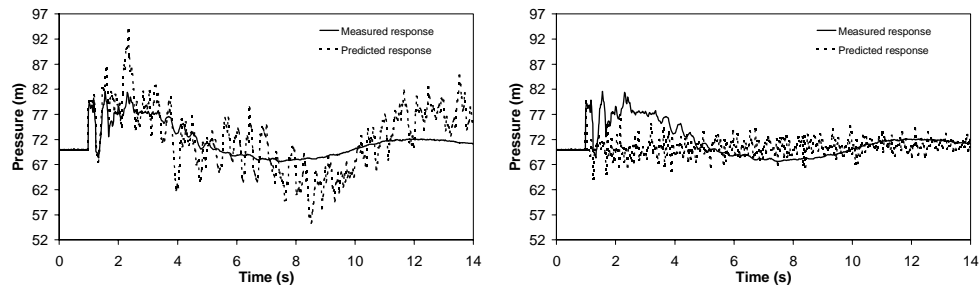 97
92
87
82
77
72
67
62
57
52
Pressure (m)
Measured response
Predicted response
0 2 4 6 8 10 12 14
Time (s)
97
92
87
82
77
72
67
62
57
52
Pressure (m)
Measured response
Predicted response
0 2 4 6 8 10 12 14
Time (s)